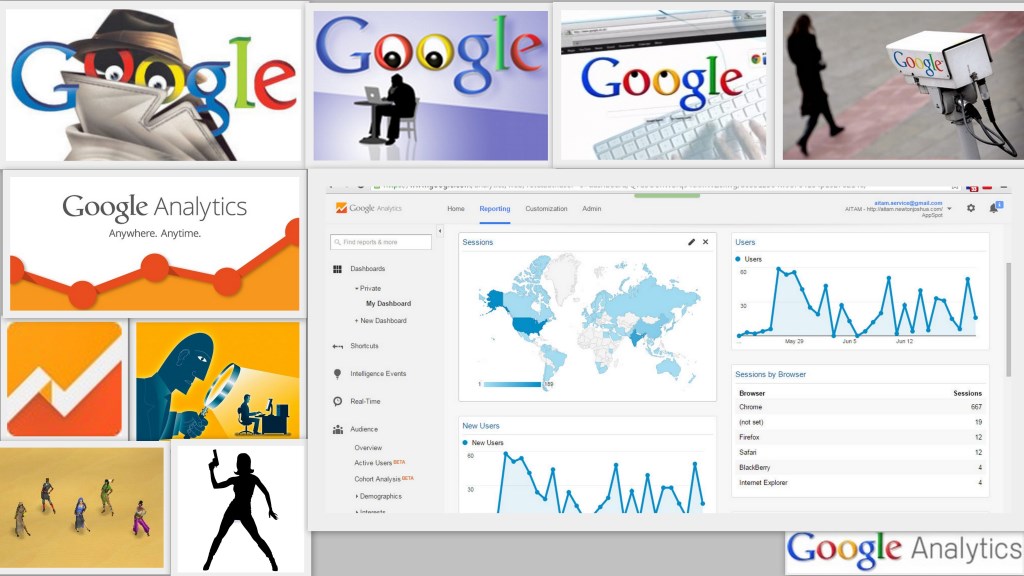 Google
Google
Google
Google
Google Analytics
Anywhere. Anytime.
Google Analytics
Home
Reporting
Customization
Admin
aitam.service@gmail.com
AITAM - http://aitam.newtonjoshua.com/
AppSpot
1
Find reports & more
Dashboards
Private
My Dashboard
+ New Dashboard
Shortcuts
Intelligence Events
Real-Time
Audience
Overview
Active Users BETA
Cohort Analysis BETA
Demographics
Interests
Sessions
1
169
New Users
New Users
60
30
Users
Users
60
30
May 29
Jun 5
Jun 12
Sessions by Browser
Browser Sessions
Chrome 667
(not set) 19
Firefox 12
Safari 12
BlackBerry 4
Internet Explorer 4
Google Analytics